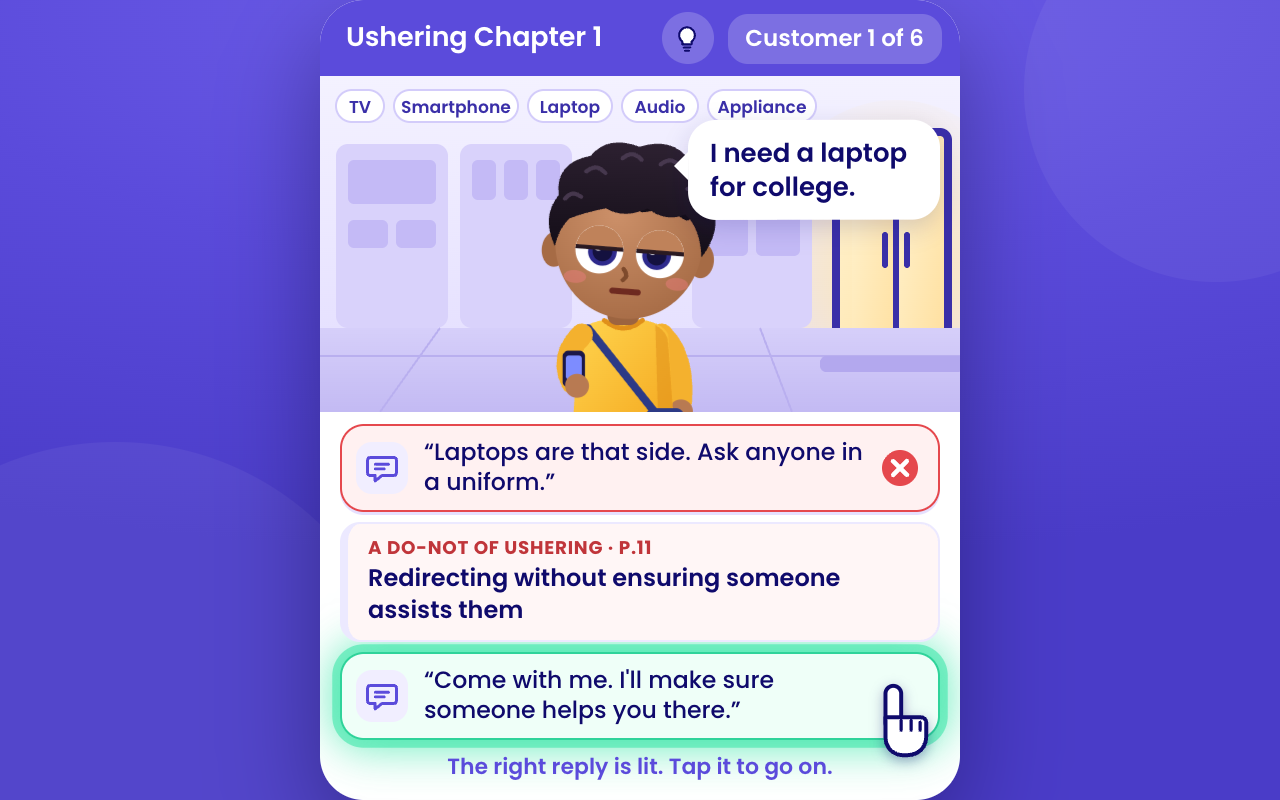 Ushering Chapter 1
Customer 1 of 6
TV
Smartphone
Laptop
Audio
Appliance
I need a laptop
for college.
“Laptops are that side. Ask anyone in
a uniform.”
A DO-NOT OF USHERING · P.11
Redirecting without ensuring someone
assists them
“Come with me. I'll make sure
someone helps you there.”
The right reply is lit. Tap it to go on.